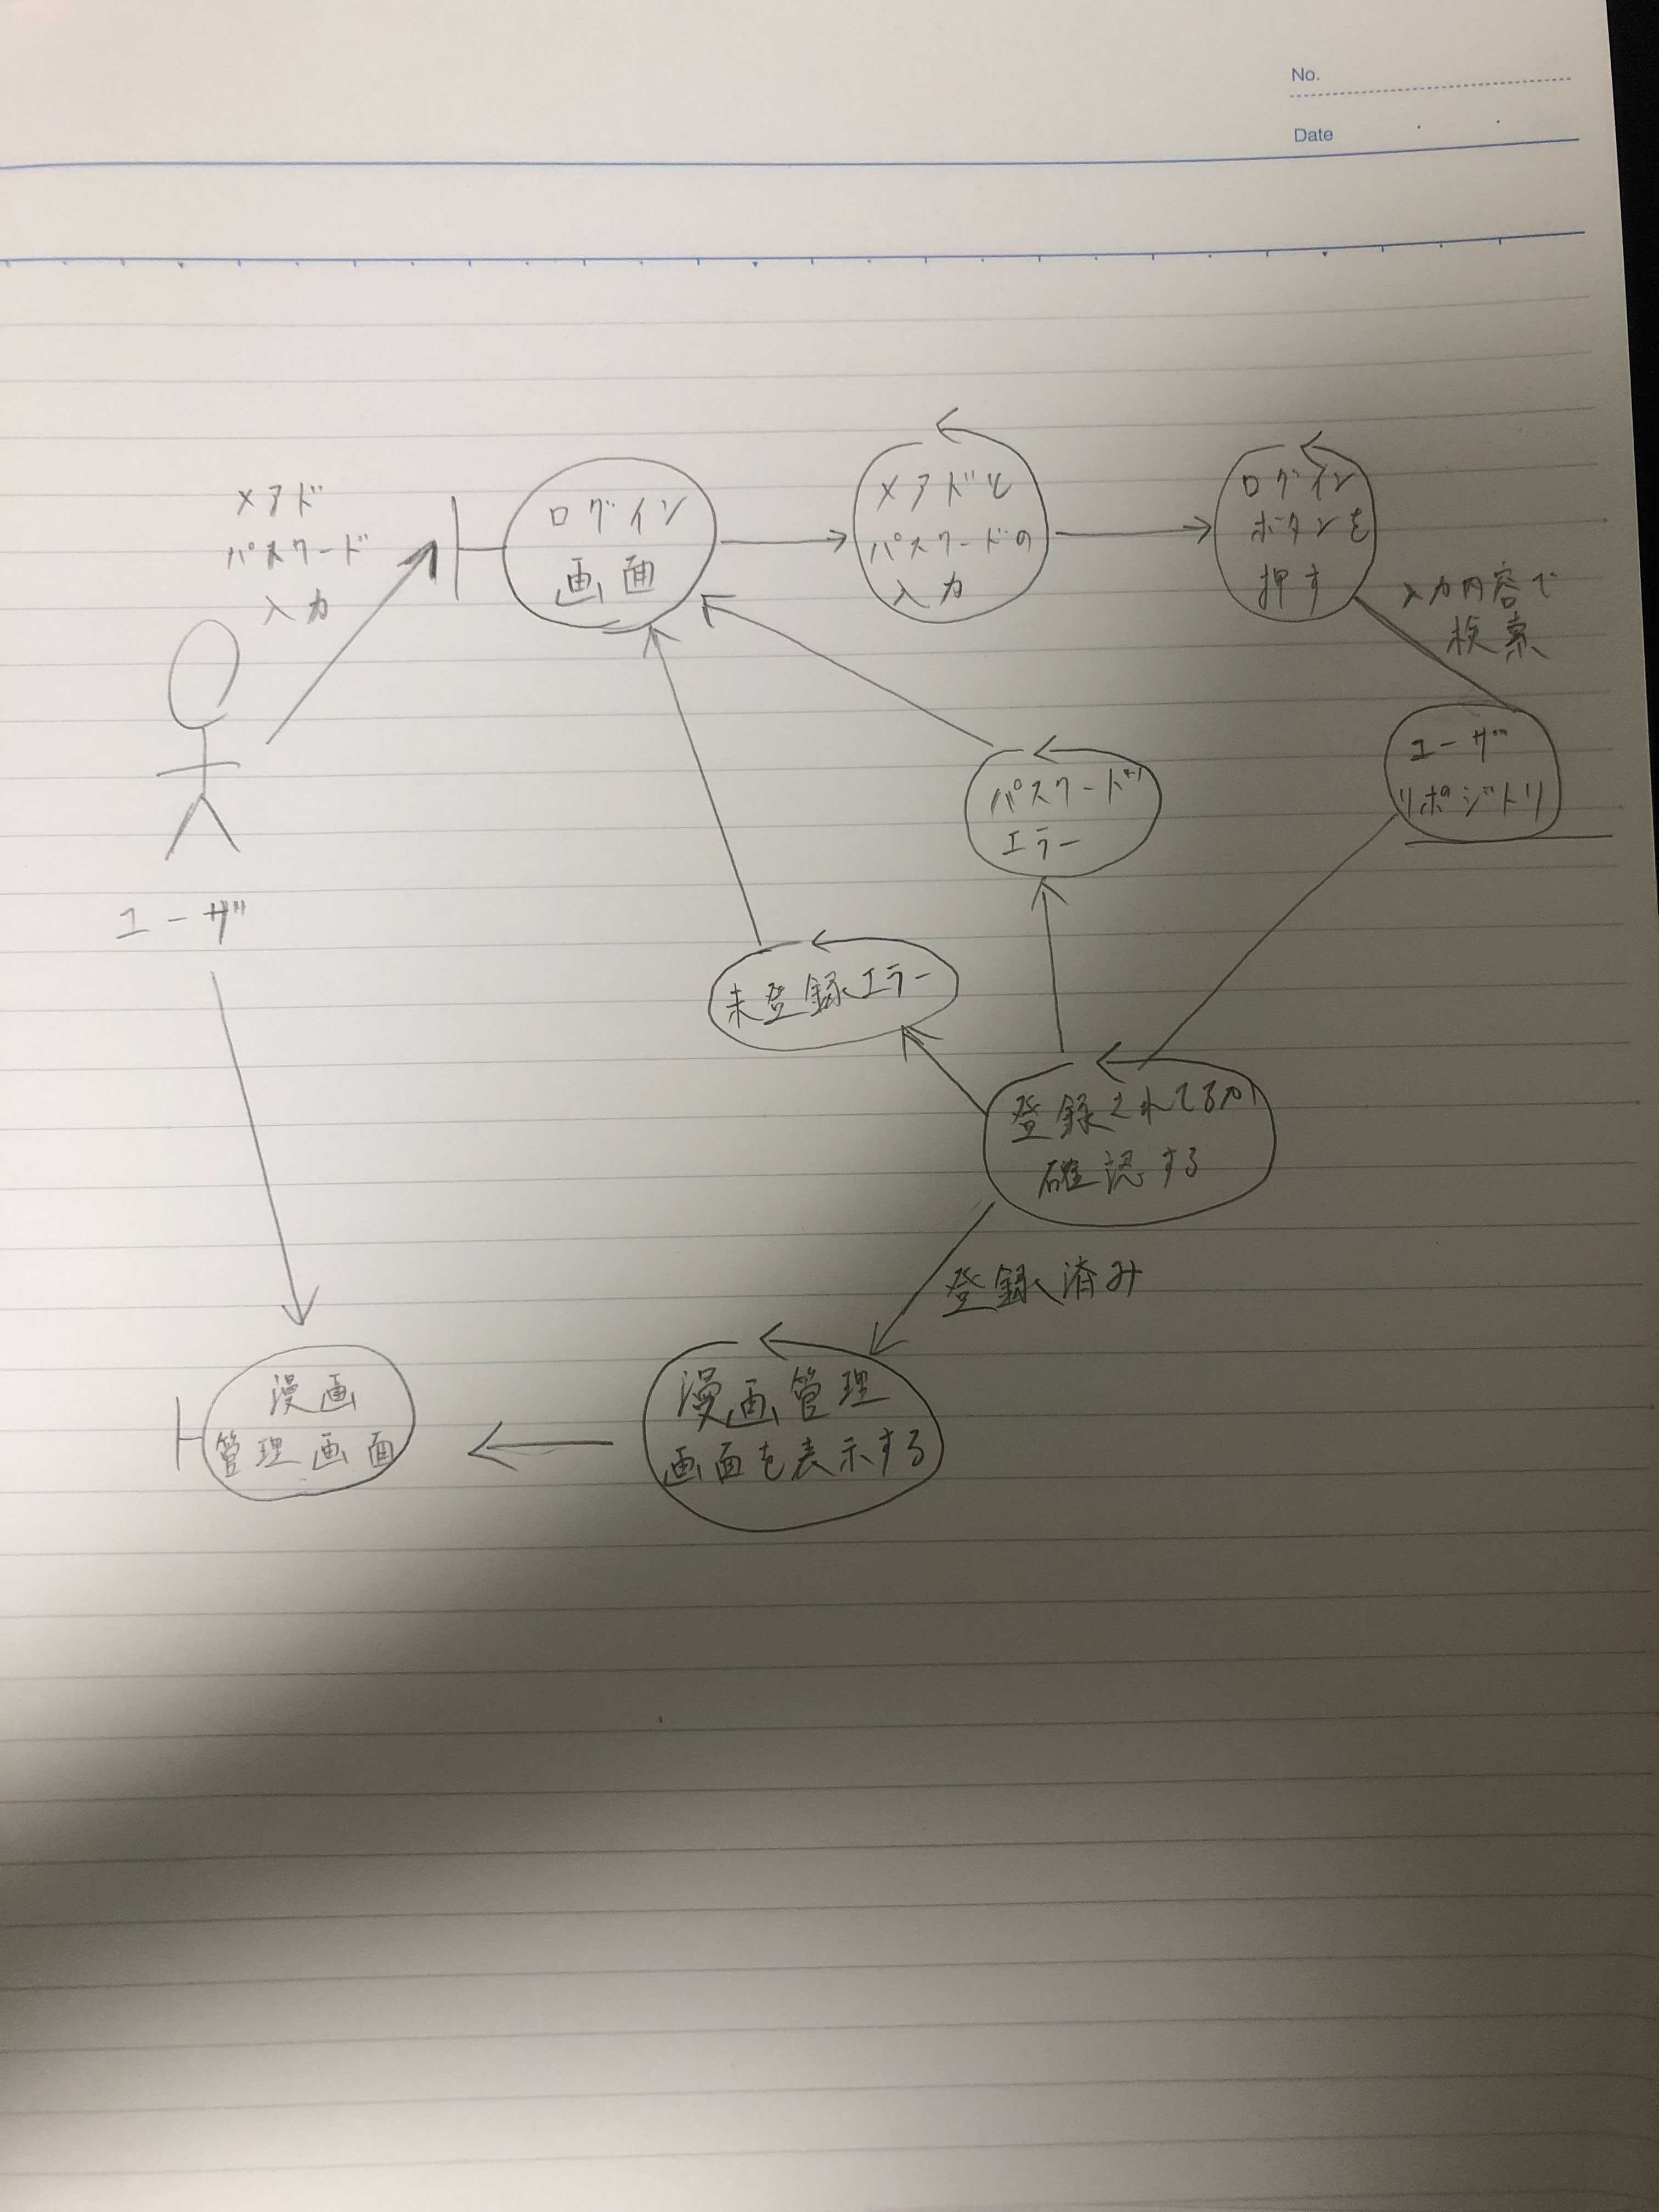 No.
Date
メアド
パスワード
入力
ログイン
画面
メアドと
パスワードの
入力
ログイン
ボタンを
押す
入力内容で
検索
ユーザ
リポジトリ
パスワード
エラー
ユーザ
未登録エラー
登録されてるか
確認する
登録済み
漫画
管理画面
漫画管理
画面を表示する